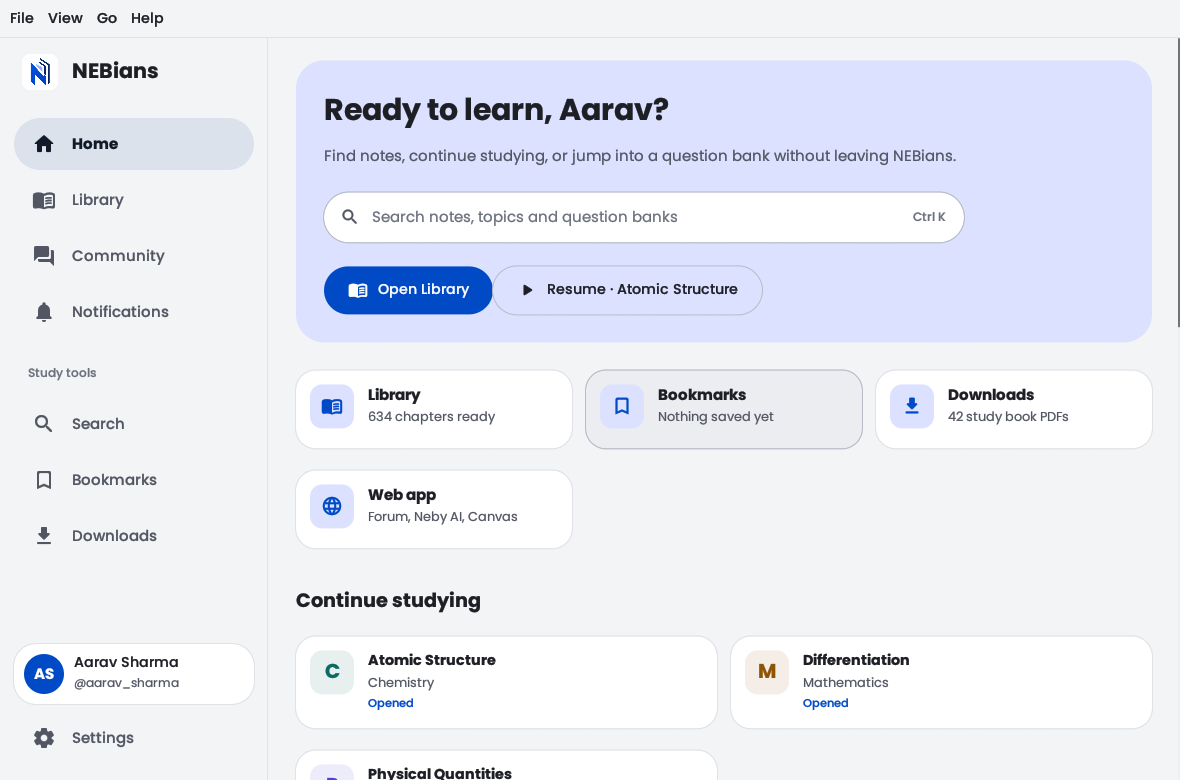 File View Go Help
NEBians
Home
Library
Community
Notifications
Study tools
Search
Bookmarks
Downloads
AS
Aarav Sharma
@aarav_sharma
Settings
Ready to learn, Aarav?
Find notes, continue studying, or jump into a question bank without leaving NEBians.
Search notes, topics and question banks Ctrl K
Open Library
Resume · Atomic Structure
Library
634 chapters ready
Bookmarks
Nothing saved yet
Downloads
42 study book PDFs
Web app
Forum, Neby AI, Canvas
Continue studying
C
Atomic Structure
Chemistry
Opened
M
Differentiation
Mathematics
Opened
Physical Quantities